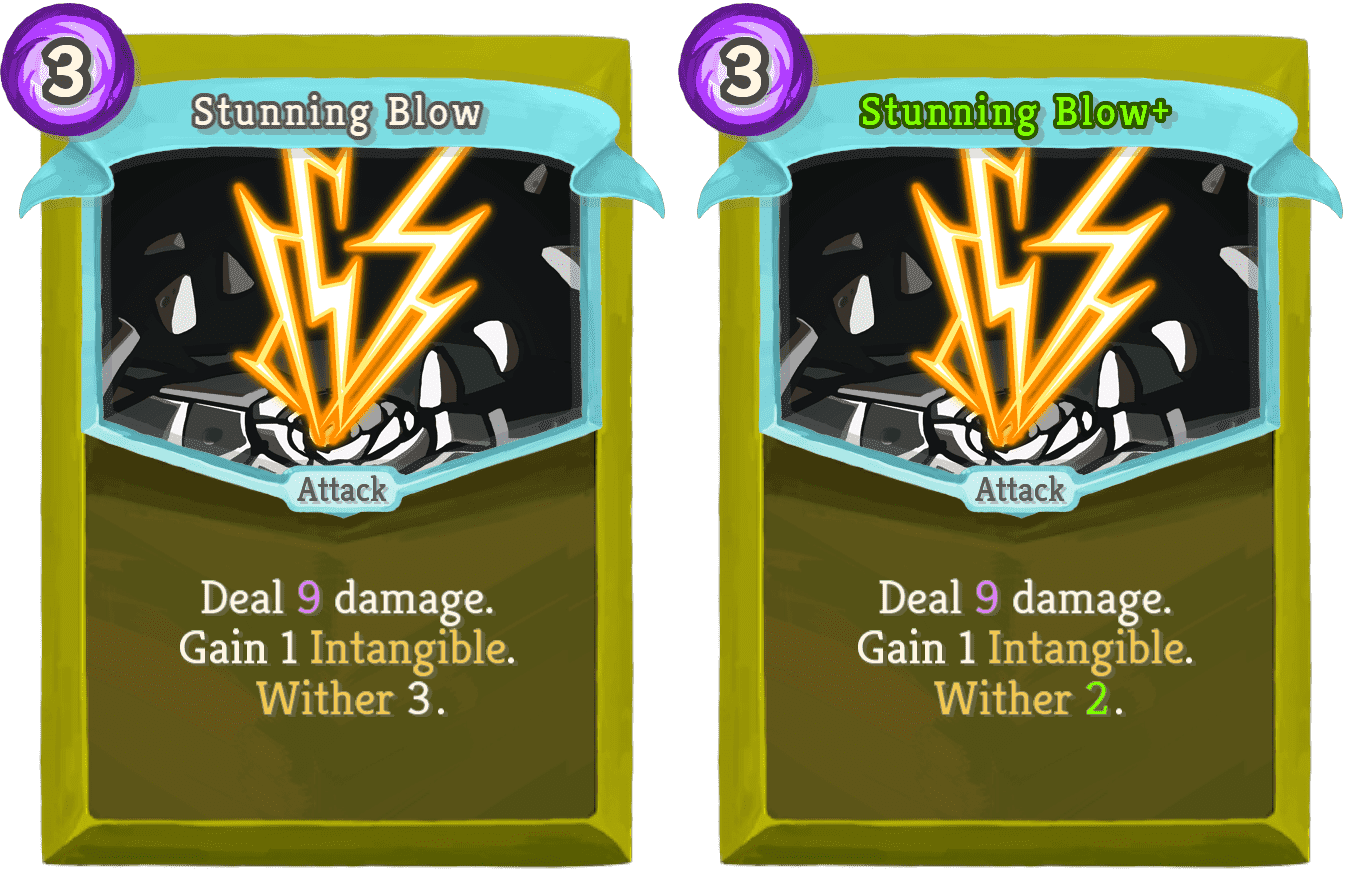 3
Stunning Blow
Attack
Deal 9 damage.
Gain 1 Intangible.
Wither 3.
3
Stunning Blow+
Attack
Deal 9 damage.
Gain 1 Intangible.
Wither 2.